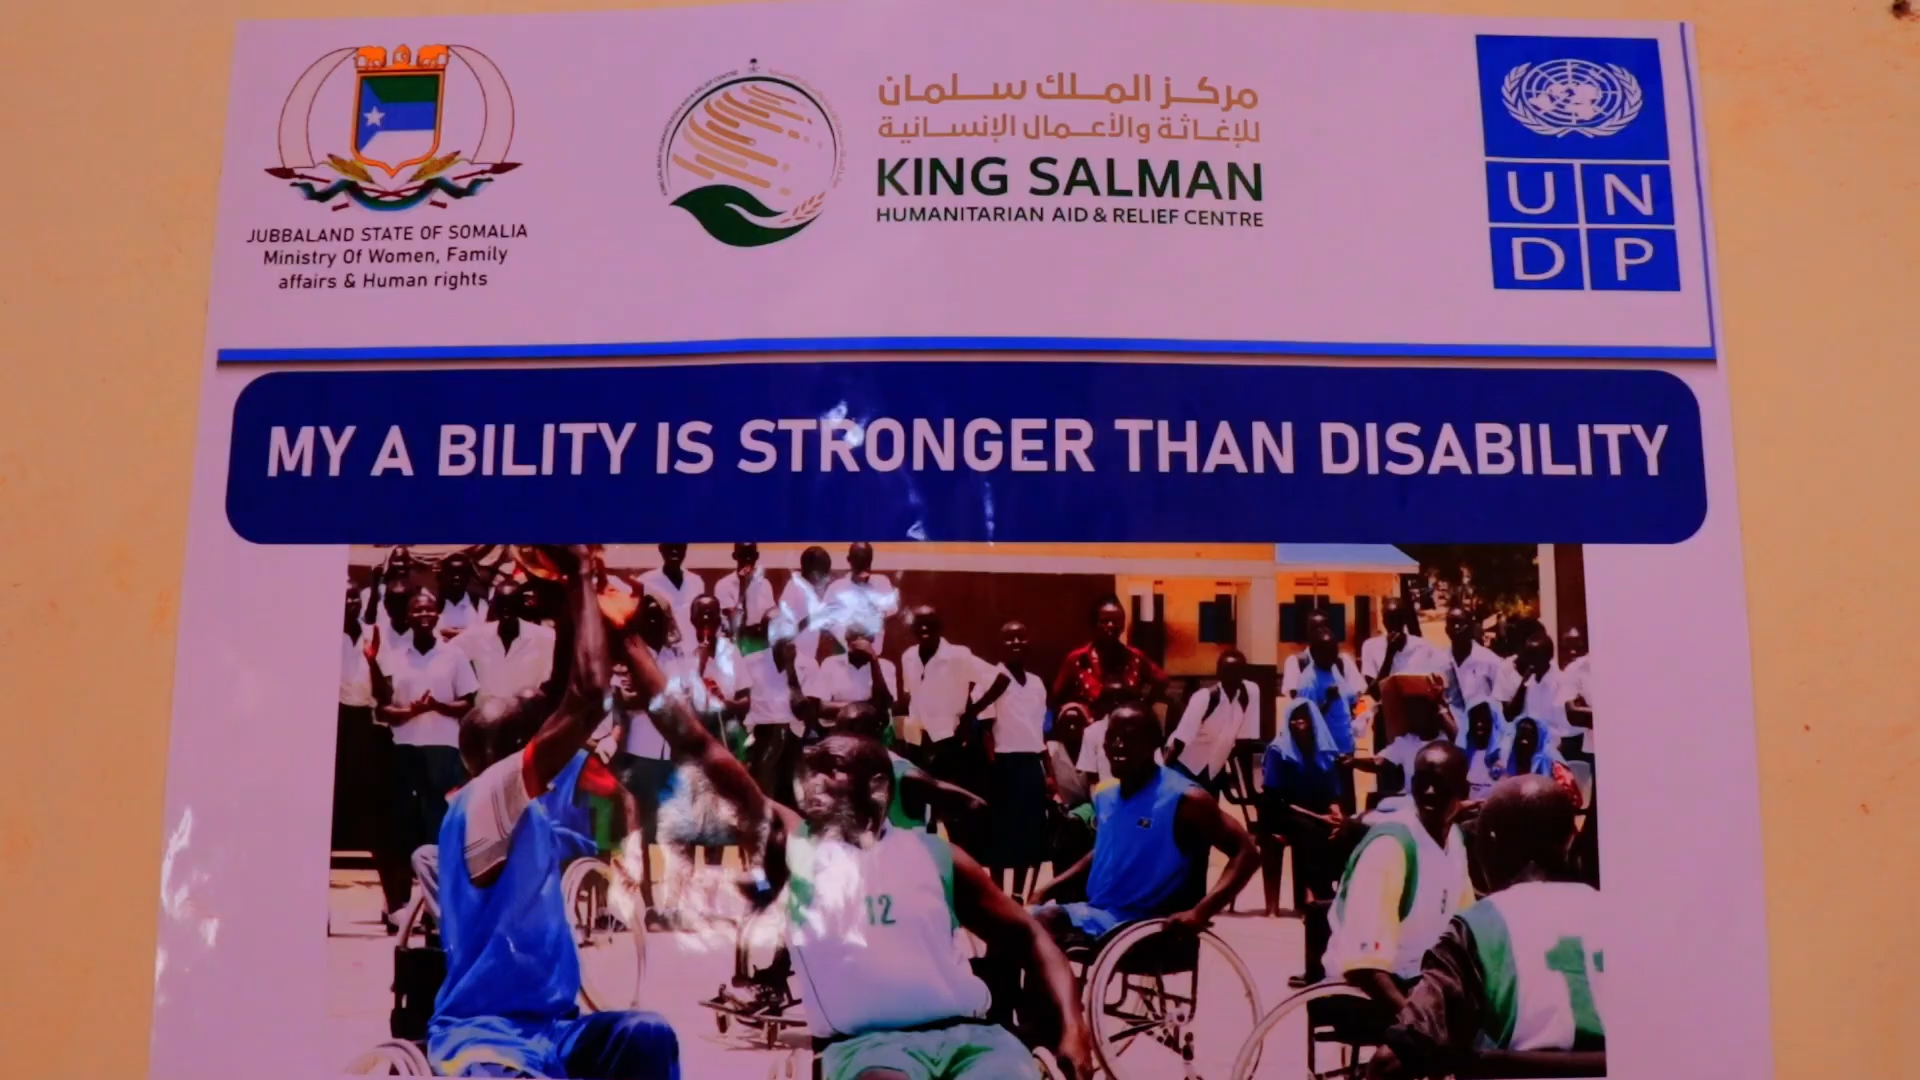 JUBBALAND STATE OF SOMALIA
Ministry Of Women, Family
affairs & Human rights
مركز الملك سلمان
للإغاثة والأعمال الإنسانية
KING SALMAN
HUMANITARIAN AID & RELIEF CENTRE
U N
D P
MY A BILITY IS STRONGER THAN DISABILITY
12